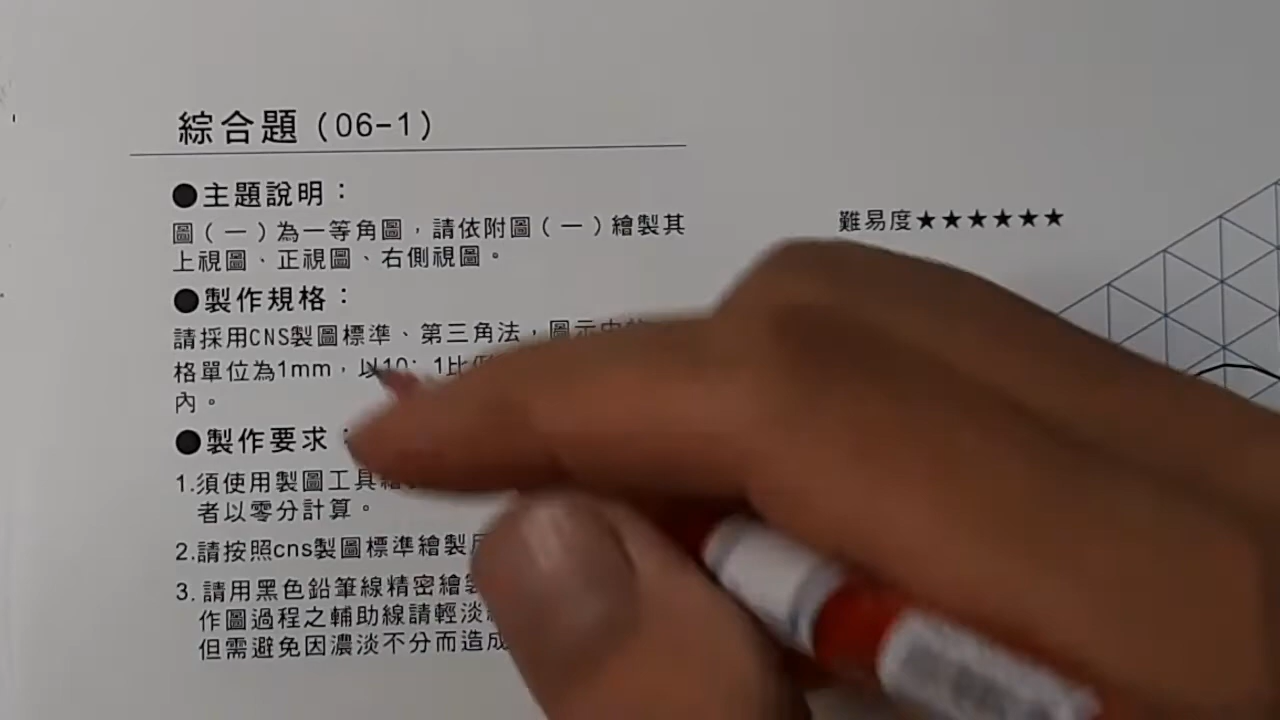 綜合題（06-1）
●主題說明：
圖（一）為一等角圖，請依附圖（一）繪製其
上視圖、正視圖、右側視圖。
難易度★★★★★★
●製作規格：
請採用CNS製圖標準、第三角法，圖示中
格單位為1mm，以10：1比
內。
●製作要求：
1.須使用製圖工具
者以零分計算。
2.請按照cns製圖標準繪製
3.請用黑色鉛筆線精密繪
作圖過程之輔助線請輕淡
但需避免因濃淡不分而造成